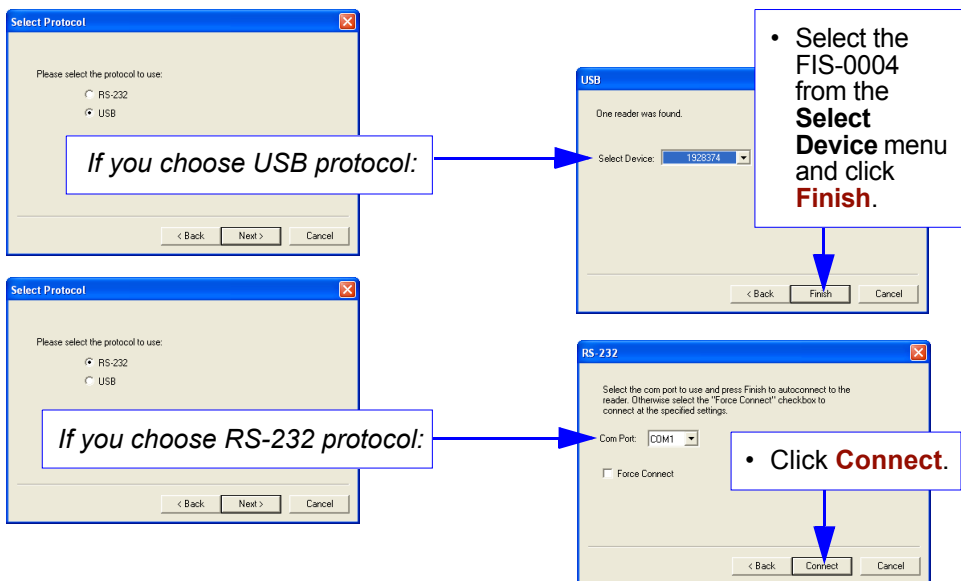 Select Protocol
Please select the protocol to use:
RS-232
USB
If you choose USB protocol:
< Back Next > Cancel
USB
One reader was found.
Select Device: 1928374
< Back Finish Cancel
• Select the
FIS-0004
from the
Select
Device menu
and click
Finish.
Select Protocol
Please select the protocol to use:
RS-232
USB
If you choose RS-232 protocol:
< Back Next > Cancel
RS-232
Select the com port to use and press Finish to autoconnect to the
reader. Otherwise select the "Force Connect" checkbox to
connect at the specified settings.
Com Port: COM1
Force Connect
• Click Connect.
< Back Connect Cancel